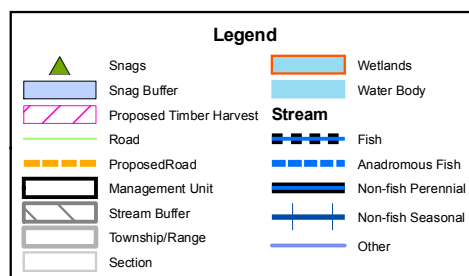 Legend
Snags
Snag Buffer
Proposed Timber Harvest
Road
ProposedRoad
Management Unit
Stream Buffer
Township/Range
Section
Wetlands
Water Body
Stream
Fish
Anadromous Fish
Non-fish Perennial
Non-fish Seasonal
Other